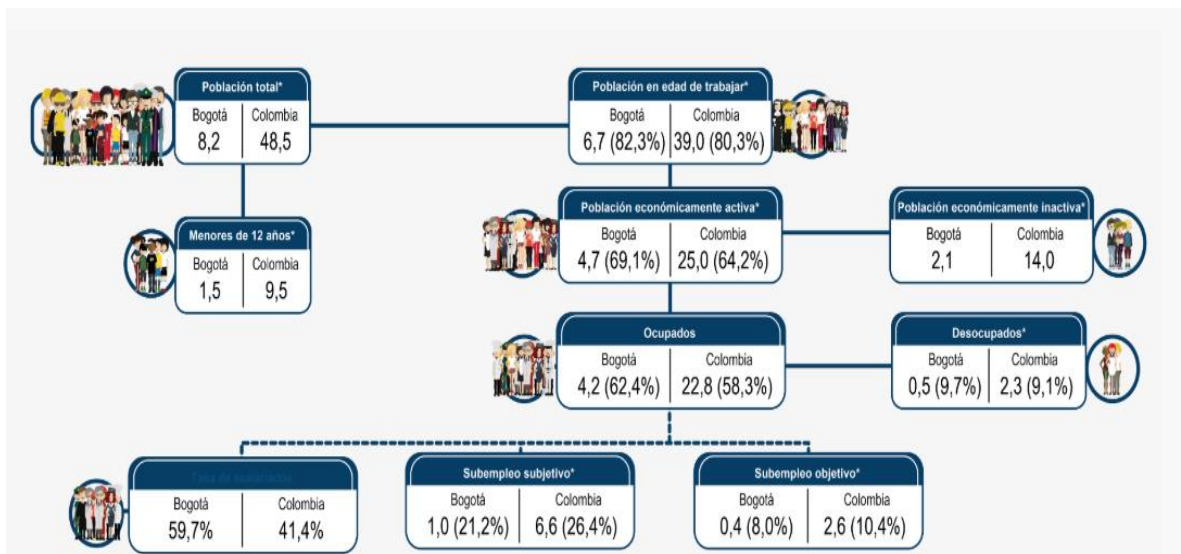 Población total*
Bogotá Colombia
8,2 48,5
Población en edad de trabajar*
Bogotá Colombia
6,7 (82,3%) 39,0 (80,3%)
Menores de 12 años*
Bogotá Colombia
1,5 9,5
Población económicamente activa*
Bogotá Colombia
4,7 (69,1%) 25,0 (64,2%)
Población económicamente inactiva*
Bogotá Colombia
2,1 14,0
Ocupados
Bogotá Colombia
4,2 (62,4%) 22,8 (58,3%)
Desocupados*
Bogotá Colombia
0,5 (9,7%) 2,3 (9,1%)
Tasa de asalariados
Bogotá Colombia
59,7% 41,4%
Subempleo subjetivo*
Bogotá Colombia
1,0 (21,2%) 6,6 (26,4%)
Subempleo objetivo*
Bogotá Colombia
0,4 (8,0%) 2,6 (10,4%)